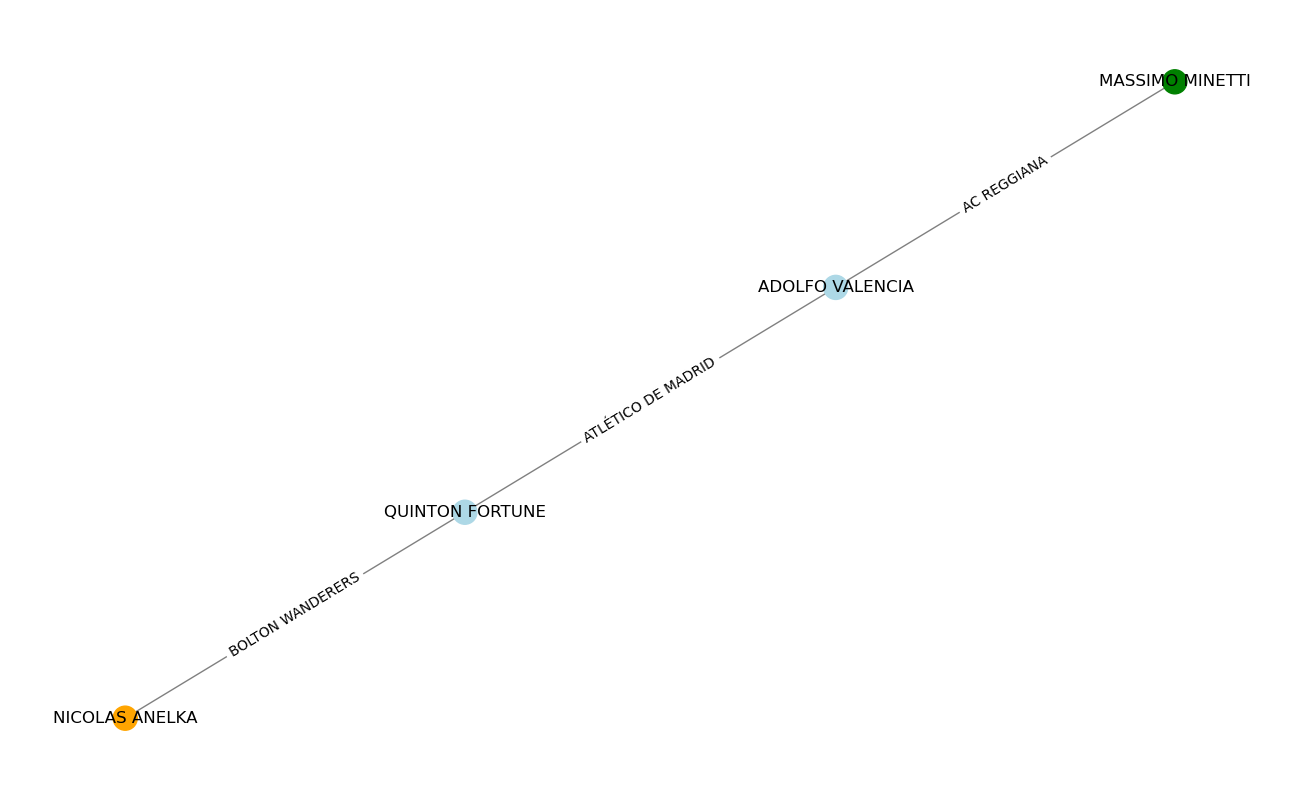 MASSIMO MINETTI
AC REGGIANA
ADOLFO VALENCIA
ATLÉTICO DE MADRID
QUINTON FORTUNE
BOLTON WANDERERS
NICOLAS ANELKA